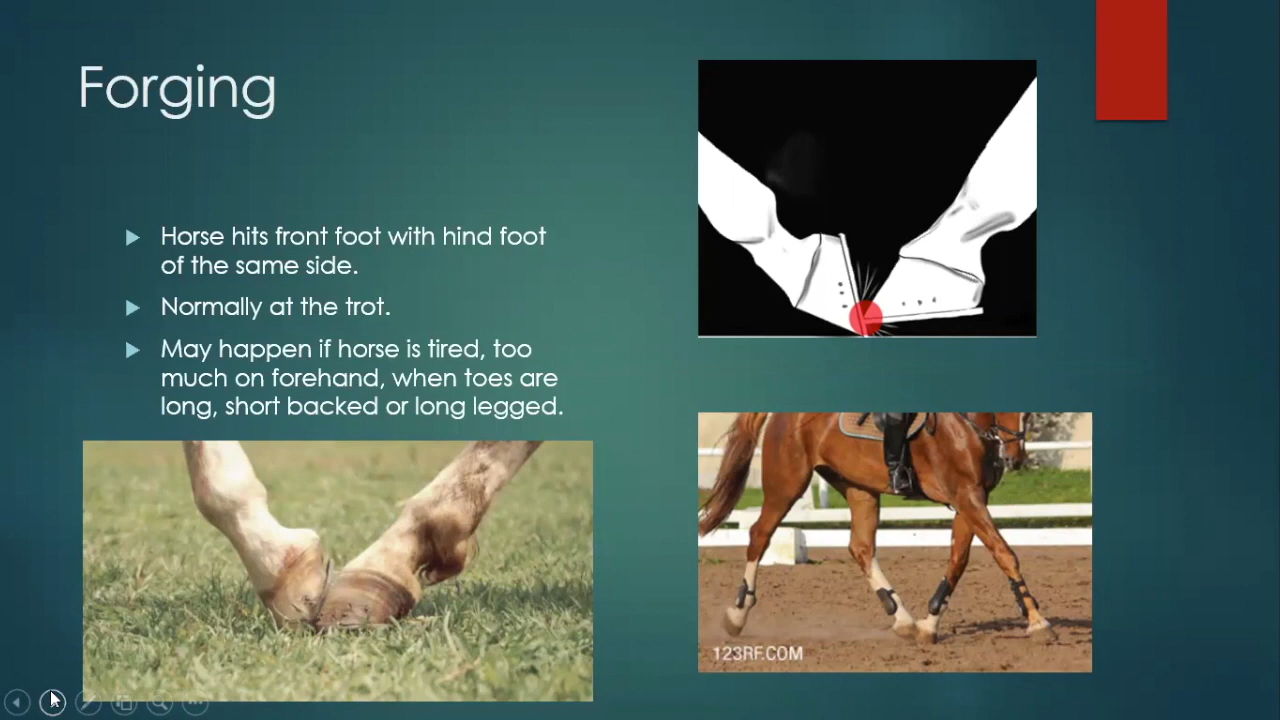 Forging
Horse hits front foot with hind foot
of the same side.
Normally at the trot.
May happen if horse is tired, too
much on forehand, when toes are
long, short backed or long legged.
123RF.COM